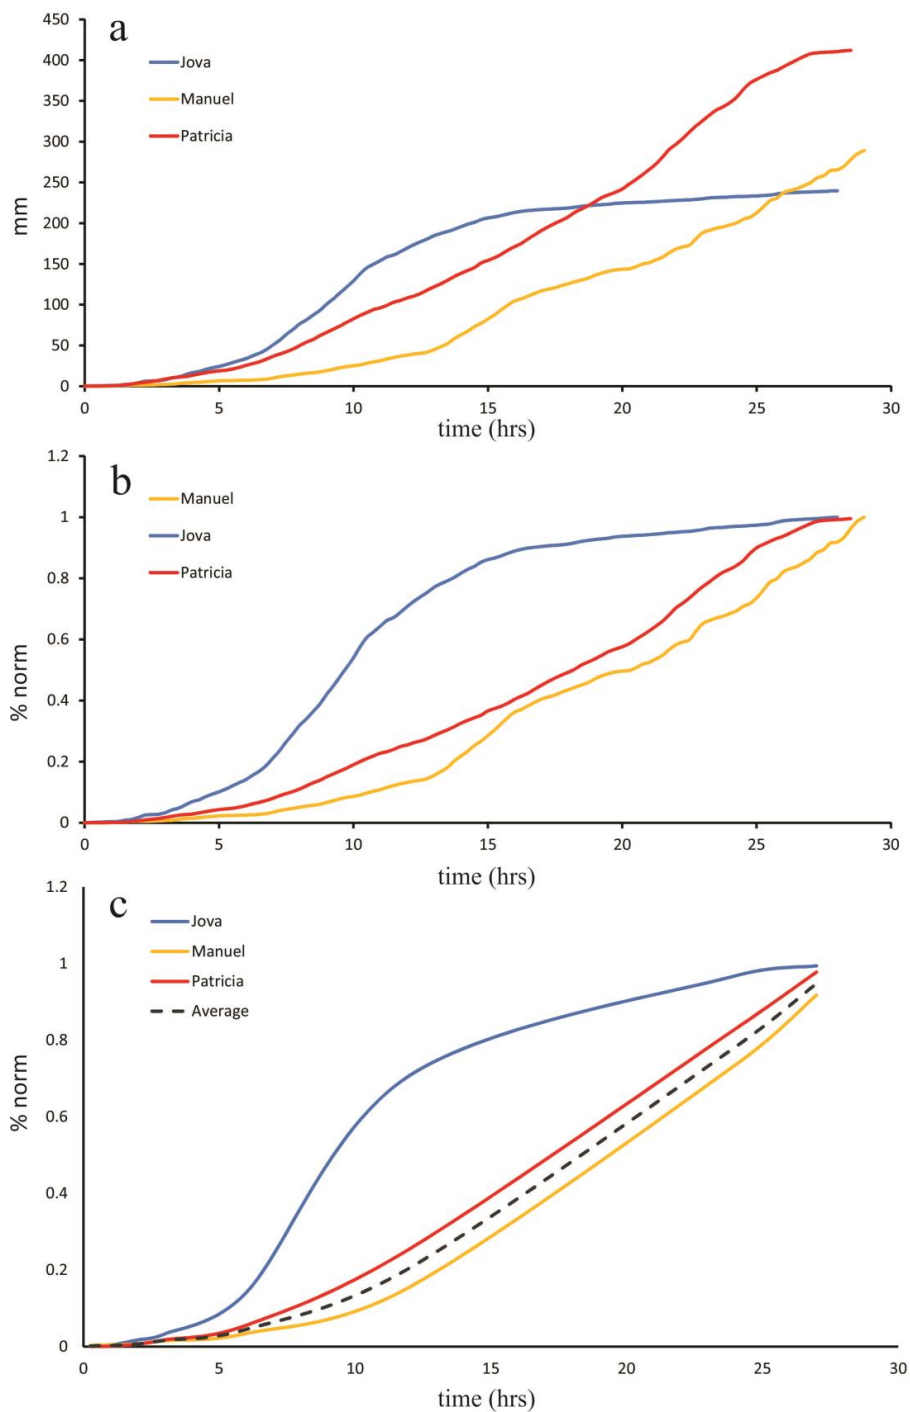 a
450
400
350
300
250
200
150
100
50
0
mm
Jova
Manuel
Patricia
0 5 10 15 20 25 30
time (hrs)
b
1.2
1
0.8
0.6
0.4
0.2
0
% norm
Manuel
Jova
Patricia
0 5 10 15 20 25 30
time (hrs)
c
1.2
1
0.8
0.6
0.4
0.2
0
% norm
Jova
Manuel
Patricia
Average
0 5 10 15 20 25 30
time (hrs)